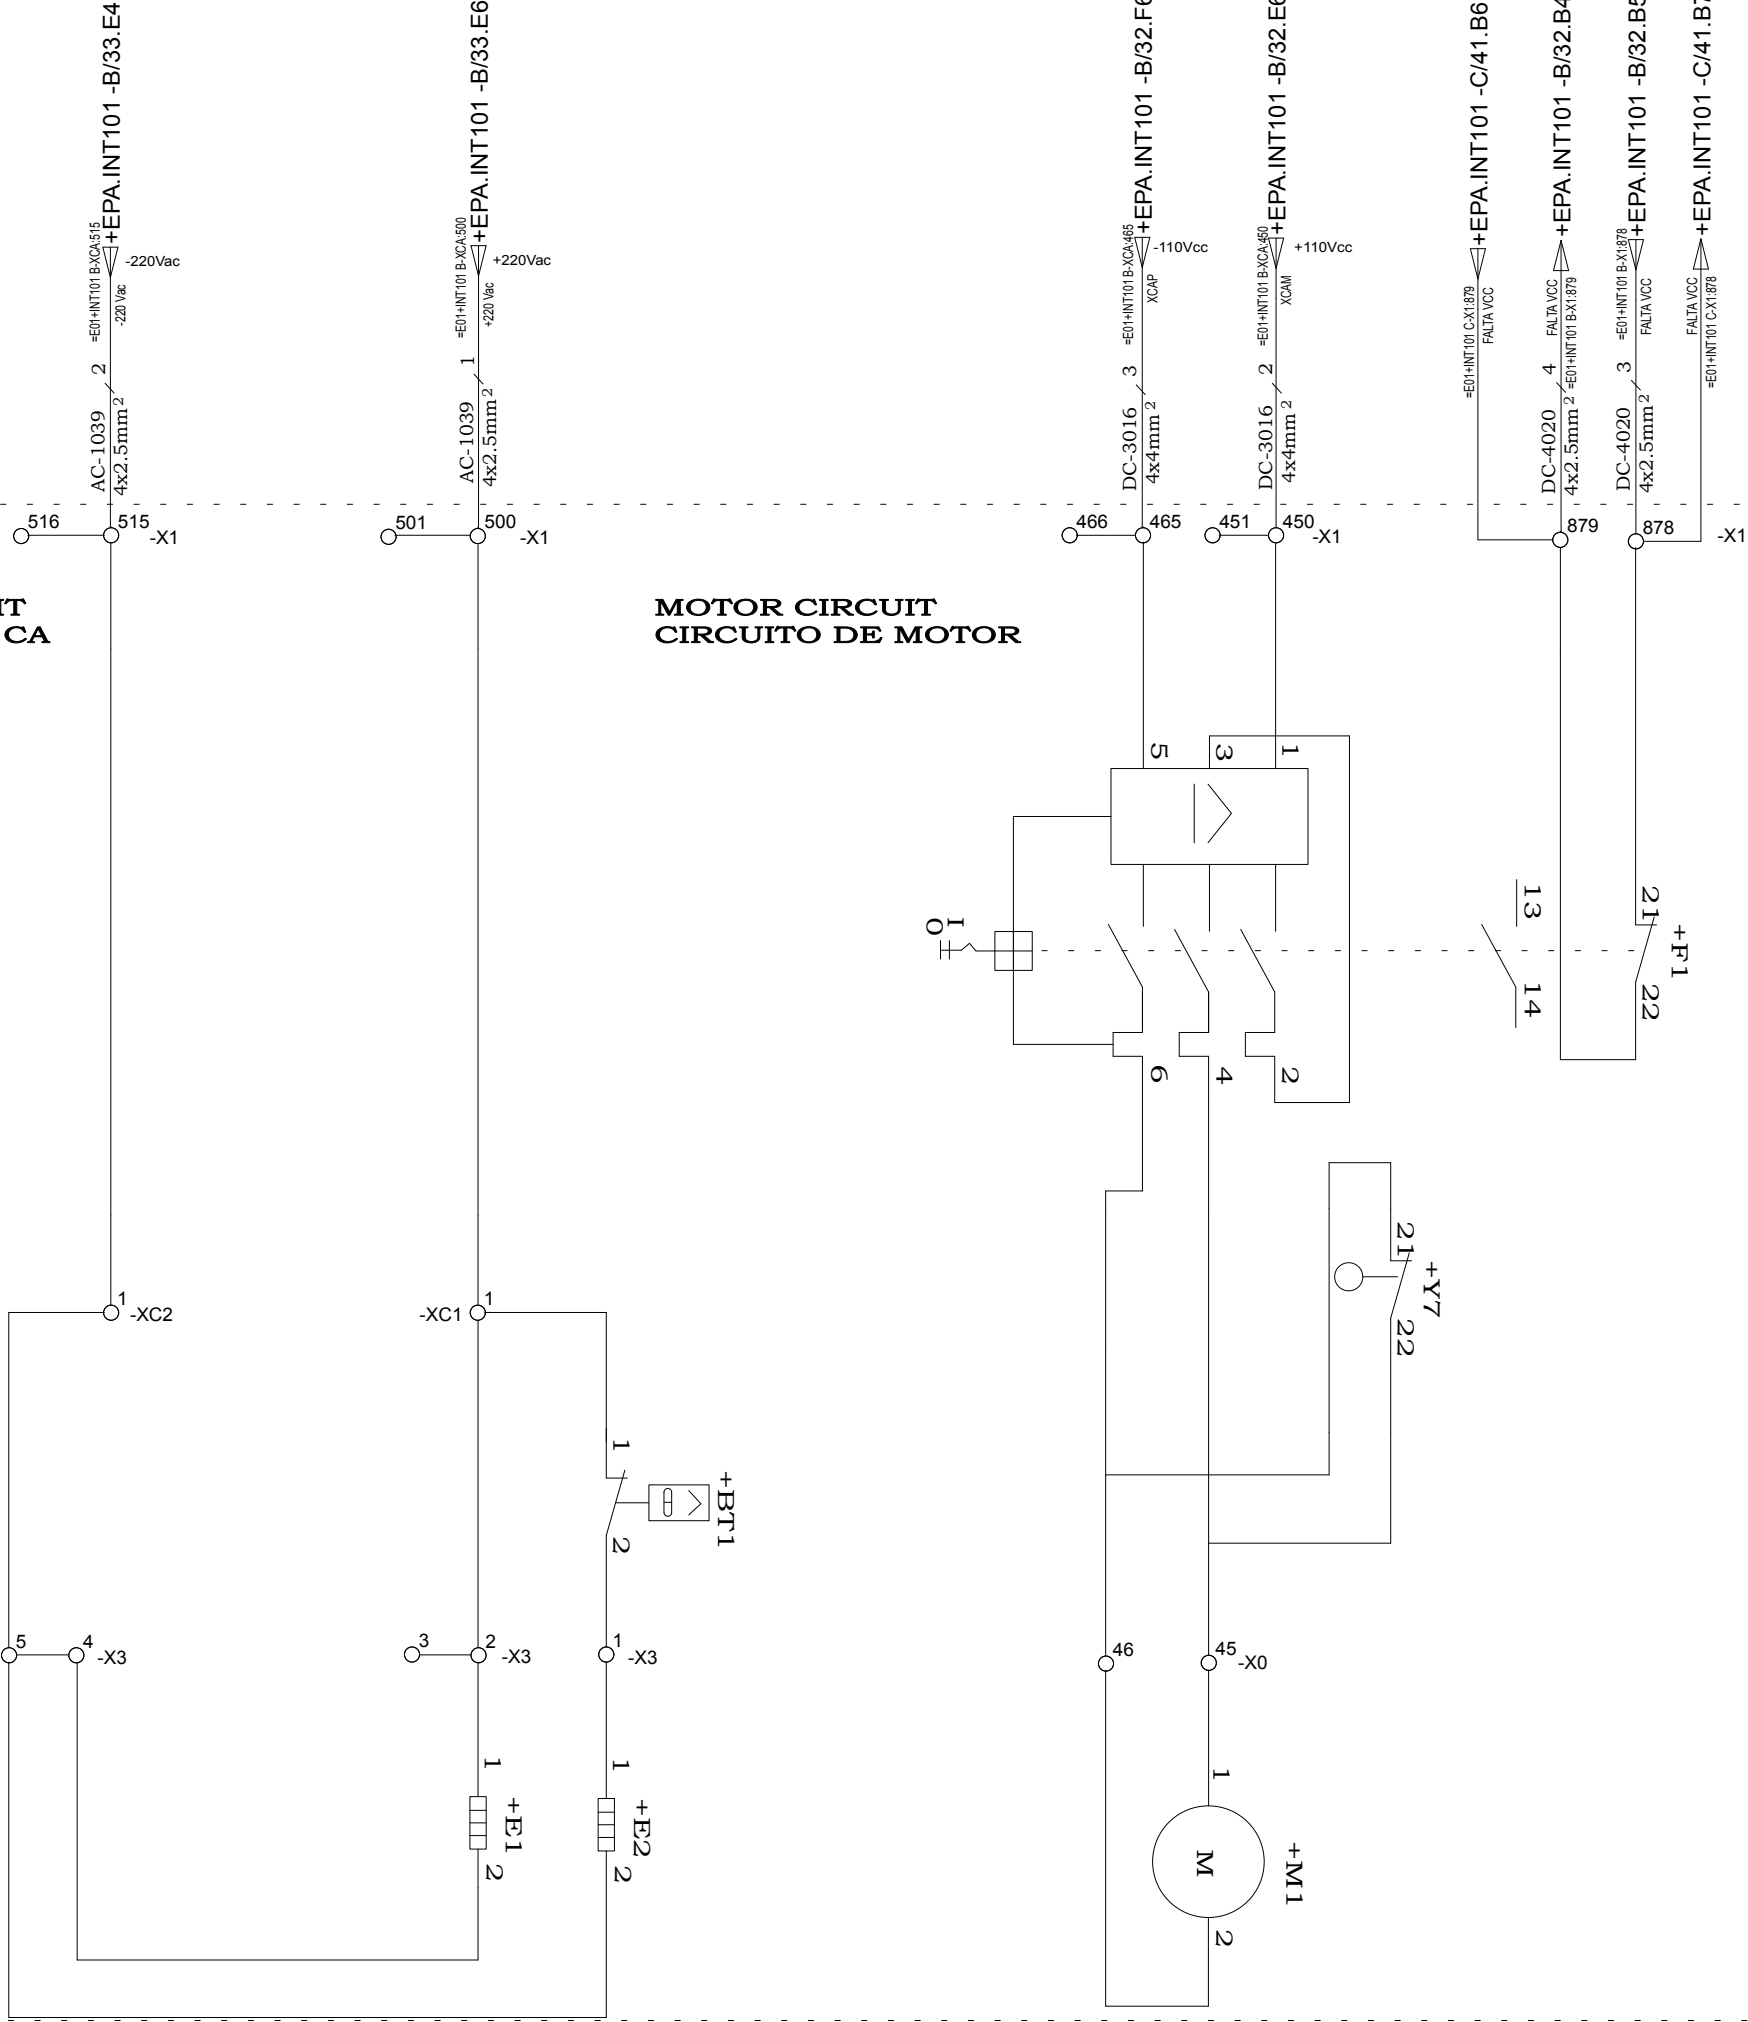 +EPA.INT101 -B/33.E4
+EPA.INT101 -B/33.E6
+EPA.INT101 -B/32.F6
+EPA.INT101 -B/32.E6
+EPA.INT101 -C/41.B6
+EPA.INT101 -B/32.B4
+EPA.INT101 -B/32.B5
+EPA.INT101 -C/41.B7
=E01+INT101 B-XCA:515
-220Vac
-220 Vac
=E01+INT101 B-XCA:500
+220Vac
+220 Vac
=E01+INT101 B-XCA:465
-110Vcc
XCAP
=E01+INT101 B-XCA:450
+110Vcc
XCAM
=E01+INT101 C-X1:879
FALTA VCC
FALTA VCC
=E01+INT101 B-X1:879
=E01+INT101 B-X1:878
FALTA VCC
FALTA VCC
=E01+INT101 C-X1:878
2
AC-1039
4x2.5mm²
1
AC-1039
4x2.5mm²
3
DC-3016
4x4mm²
2
DC-3016
4x4mm²
4
DC-4020
4x2.5mm²
3
DC-4020
4x2.5mm²
516
515
-X1
501
500
-X1
466
465
451
450
-X1
879
878
-X1
IT
CA
MOTOR CIRCUIT
CIRCUITO DE MOTOR
5
3
1
I
0
13
14
21
22
+F1
6
4
2
21
22
+Y7
1
-XC2
-XC1
1
1
2
+BT1
θ
5
4
-X3
3
2
-X3
1
-X3
46
45
-X0
1
2
+E1
1
2
+E2
1
M
2
+M1